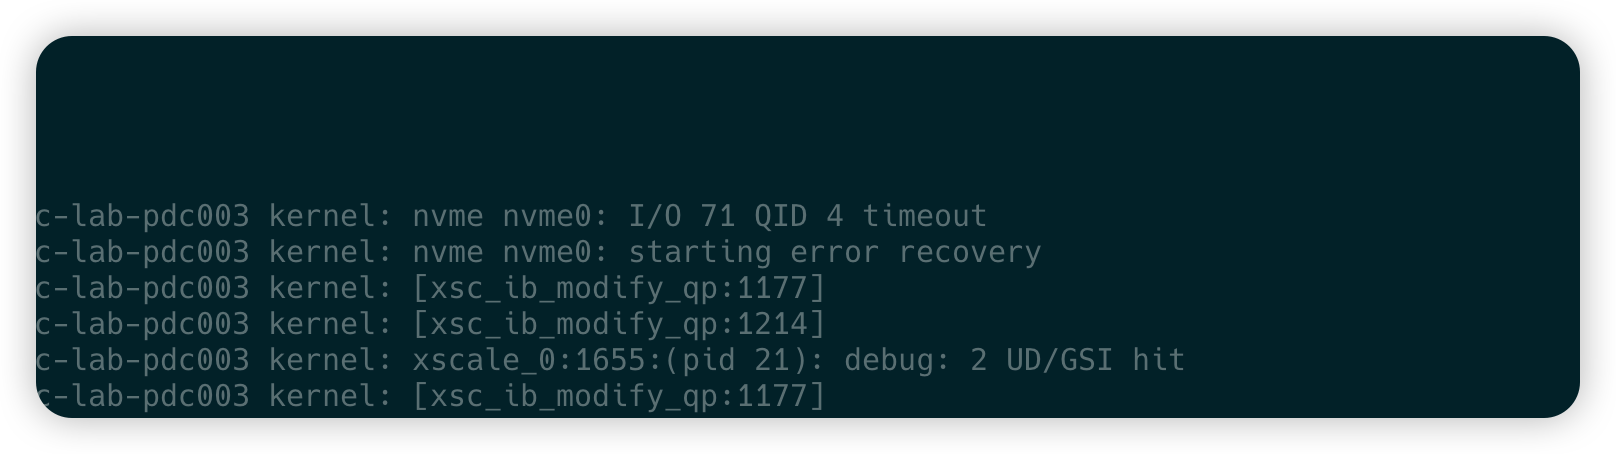 c-lab-pdc003 kernel: nvme nvme0: I/O 71 QID 4 timeout
c-lab-pdc003 kernel: nvme nvme0: starting error recovery
c-lab-pdc003 kernel: [xsc_ib_modify_qp:1177]
c-lab-pdc003 kernel: [xsc_ib_modify_qp:1214]
c-lab-pdc003 kernel: xscale_0:1655:(pid 21): debug: 2 UD/GSI hit
c-lab-pdc003 kernel: [xsc_ib_modify_qp:1177]